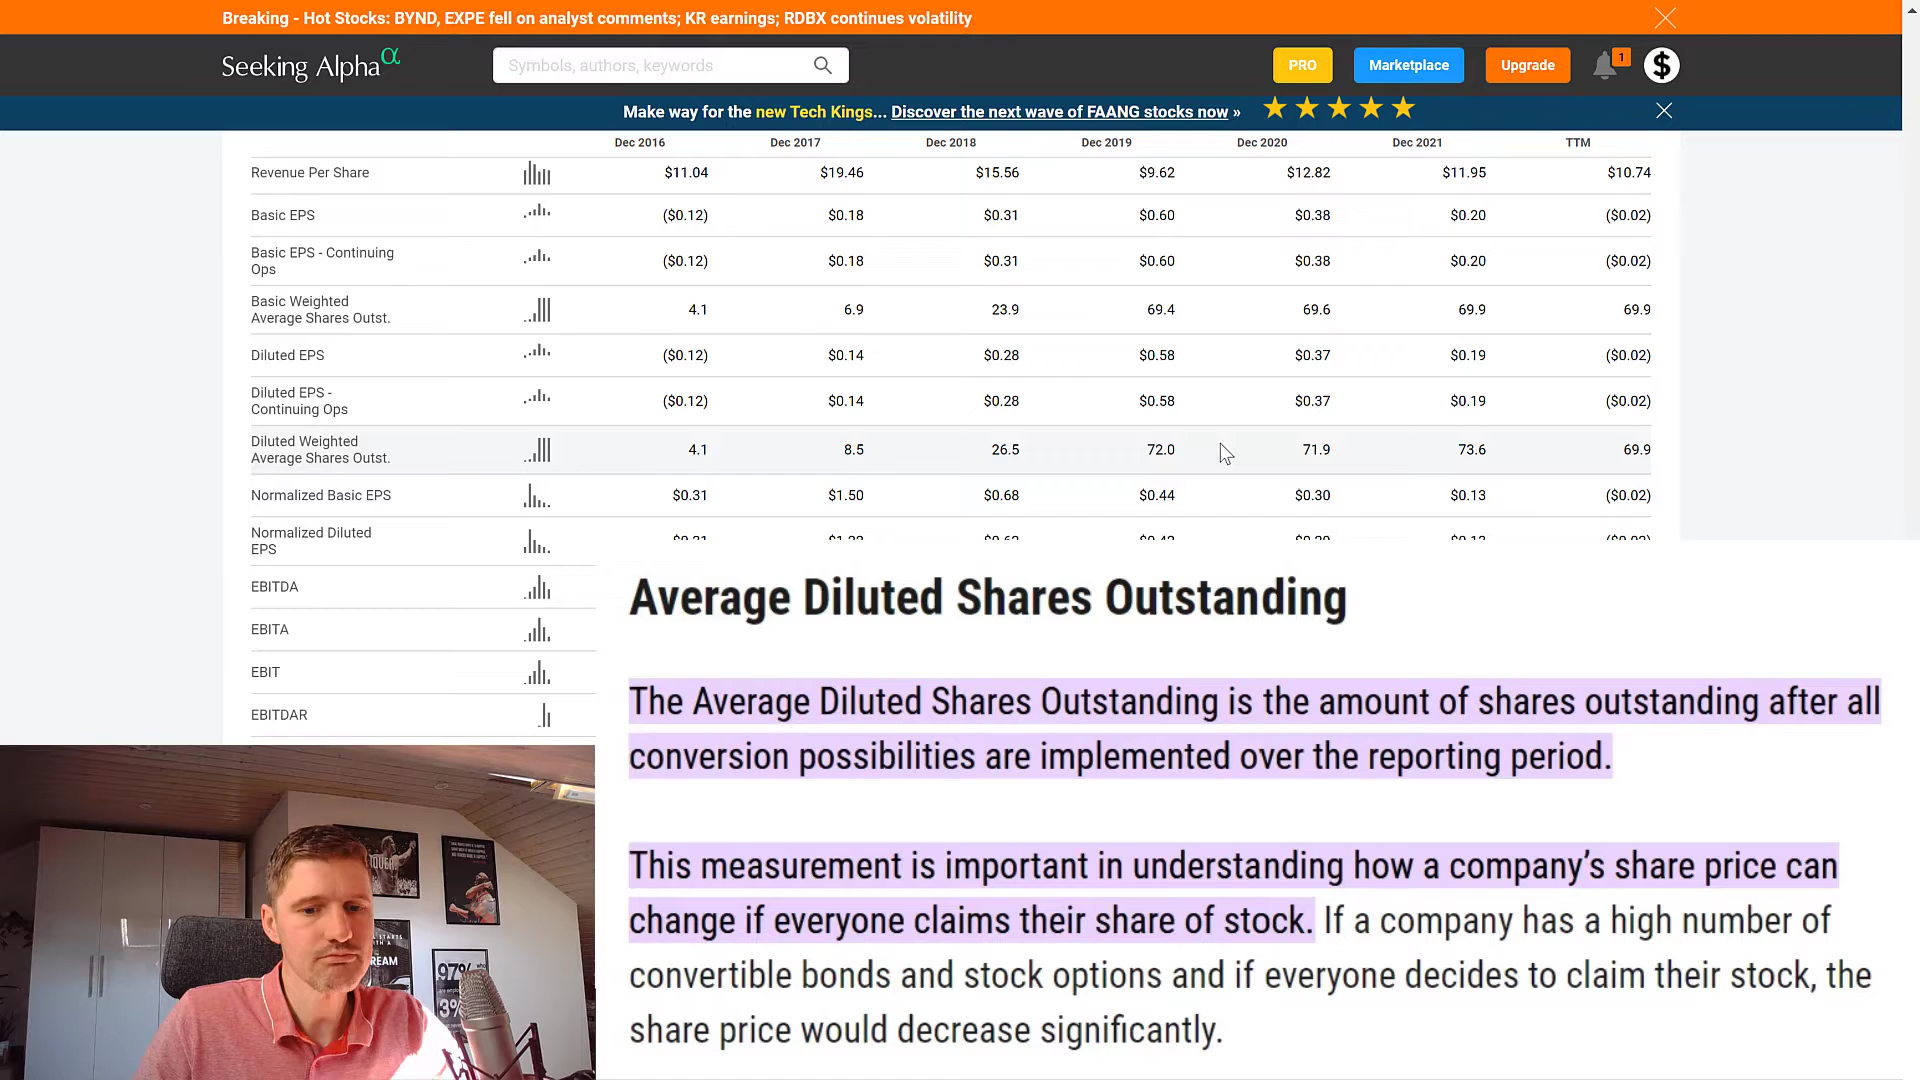 Breaking - Hot Stocks: BYND, EXPE fell on analyst comments; KR earnings; RDBX continues volatility
Seeking Alpha α
Symbols, authors, keywords
PRO
Marketplace
Upgrade
1
$
Make way for the new Tech Kings... Discover the next wave of FAANG stocks now »
Dec 2016 Dec 2017 Dec 2018 Dec 2019 Dec 2020 Dec 2021 TTM
Revenue Per Share $11.04 $19.46 $15.56 $9.62 $12.82 $11.95 $10.74
Basic EPS ($0.12) $0.18 $0.31 $0.60 $0.38 $0.20 ($0.02)
Basic EPS - Continuing
Ops ($0.12) $0.18 $0.31 $0.60 $0.38 $0.20 ($0.02)
Basic Weighted
Average Shares Outst. 4.1 6.9 23.9 69.4 69.6 69.9 69.9
Diluted EPS ($0.12) $0.14 $0.28 $0.58 $0.37 $0.19 ($0.02)
Diluted EPS -
Continuing Ops ($0.12) $0.14 $0.28 $0.58 $0.37 $0.19 ($0.02)
Diluted Weighted
Average Shares Outst. 4.1 8.5 26.5 72.0 71.9 73.6 69.9
Normalized Basic EPS $0.31 $1.50 $0.68 $0.44 $0.30 $0.13 ($0.02)
Normalized Diluted
EPS
EBITDA
EBITA
EBIT
EBITDAR
Average Diluted Shares Outstanding
The Average Diluted Shares Outstanding is the amount of shares outstanding after all
conversion possibilities are implemented over the reporting period.
This measurement is important in understanding how a company's share price can
change if everyone claims their share of stock. If a company has a high number of
convertible bonds and stock options and if everyone decides to claim their stock, the
share price would decrease significantly.
97%
3%